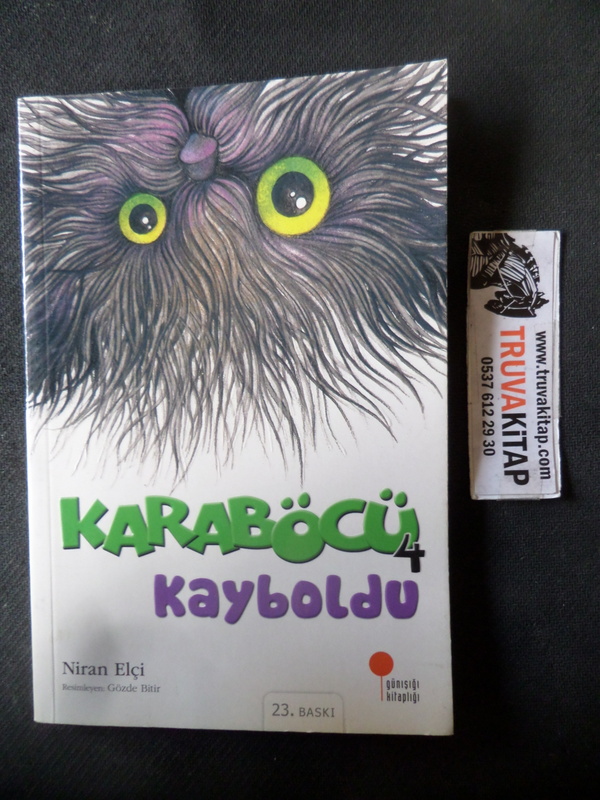 KARABÖCÜ
4
Kayboldu
Niran Elçi
Resimleyen: Gözde Bitir
23. BASKI
günışığı
kitaplığı
www.truvakitap.com
TRUVAKİTAP
0537 612 29 30